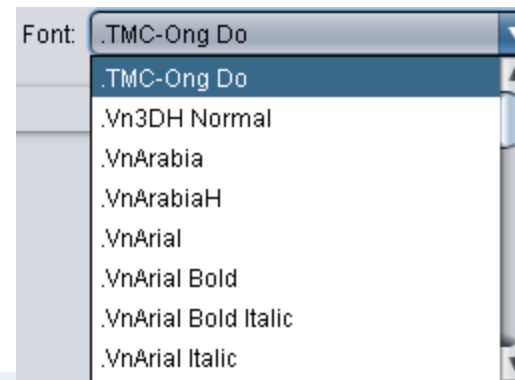 Font: .TMC-Ong Do
.TMC-Ong Do
.Vn3DH Normal
.VnArabia
.VnArabiaH
.VnArial
.VnArial Bold
.VnArial Bold Italic
.VnArial Italic